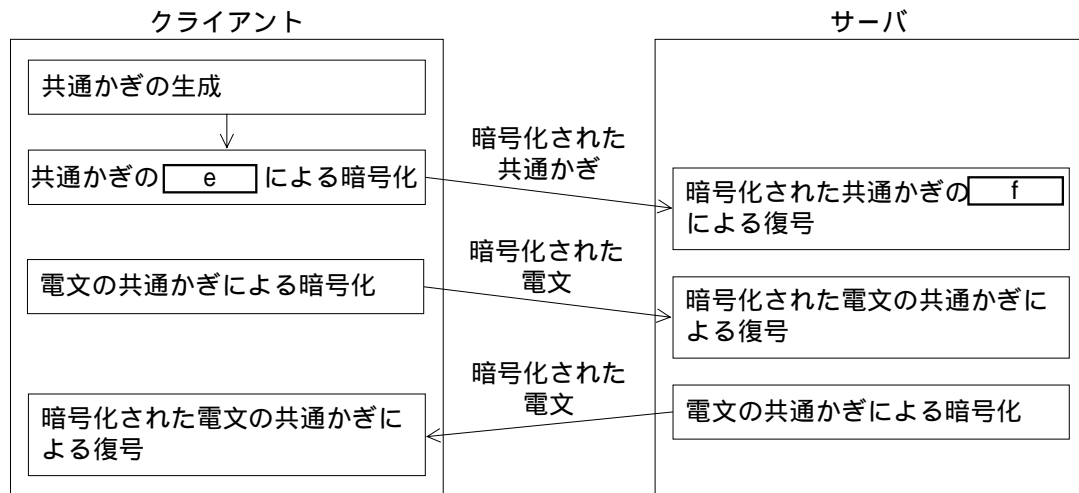 クライアント
サーバ
共通かぎの生成
共通かぎの e による暗号化
暗号化された
共通かぎ
暗号化された共通かぎの f
による復号
電文の共通かぎによる暗号化
暗号化された
電文
暗号化された電文の共通かぎに
よる復号
暗号化された
電文
電文の共通かぎによる暗号化
暗号化された電文の共通かぎに
よる復号